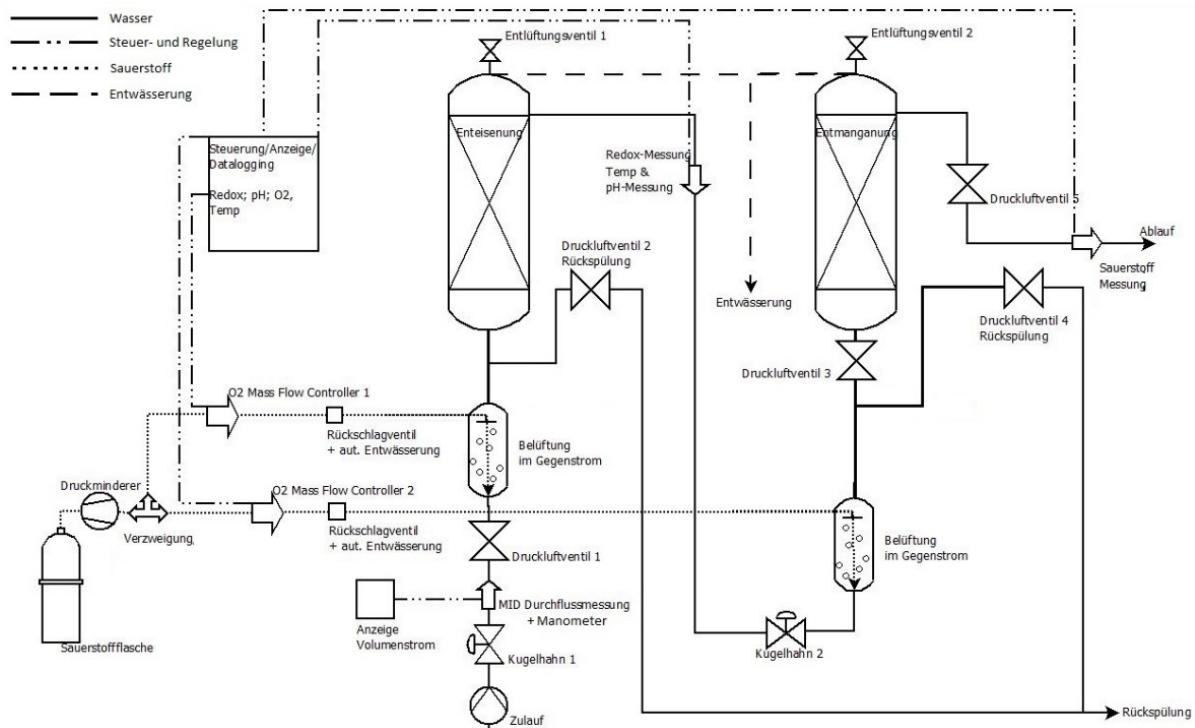 Wasser
Steuer- und Regelung
Sauerstoff
Entwässerung
Entlüftungsventil 1
Entlüftungsventil 2
Steuerung/Anzeige/
Datalogging
Redox; pH; O2,
Temp
Enteisenung
Entmanganung
Redox-Messung
Temp &
pH-Messung
Druckluftventil 5
Ablauf
Sauerstoff
Messung
Druckluftventil 2
Rückspülung
Entwässerung
Druckluftventil 4
Rückspülung
Druckluftventil 3
O2 Mass Flow Controller 1
Rückschlagventil
+ aut. Entwässerung
Belüftung
im Gegenstrom
Druckminderer
O2 Mass Flow Controller 2
Verzweigung
Rückschlagventil
+ aut. Entwässerung
Druckluftventil 1
Belüftung
im Gegenstrom
MID Durchflussmessung
+ Manometer
Anzeige
Volumenstrom
Sauerstoffflasche
Kugelhahn 1
Kugelhahn 2
Zulauf
Rückspülung